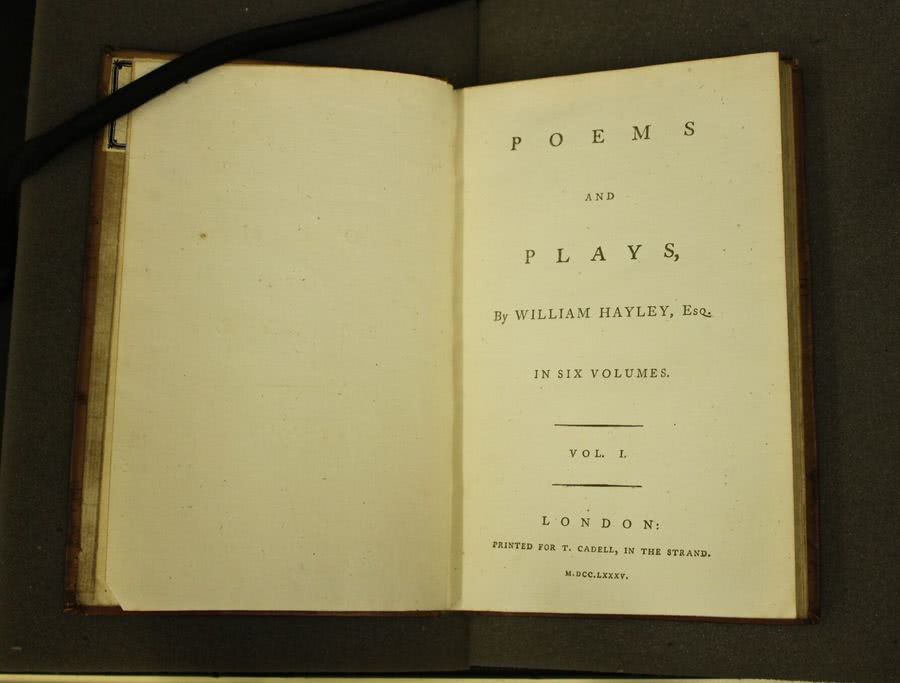 POEMS
AND
PLAYS,
By WILLIAM HAYLEY, Esq.
IN SIX VOLUMES.
VOL. I.
LONDON:
PRINTED FOR T. CADELL, IN THE STRAND.
M.DCC.LXXXV.